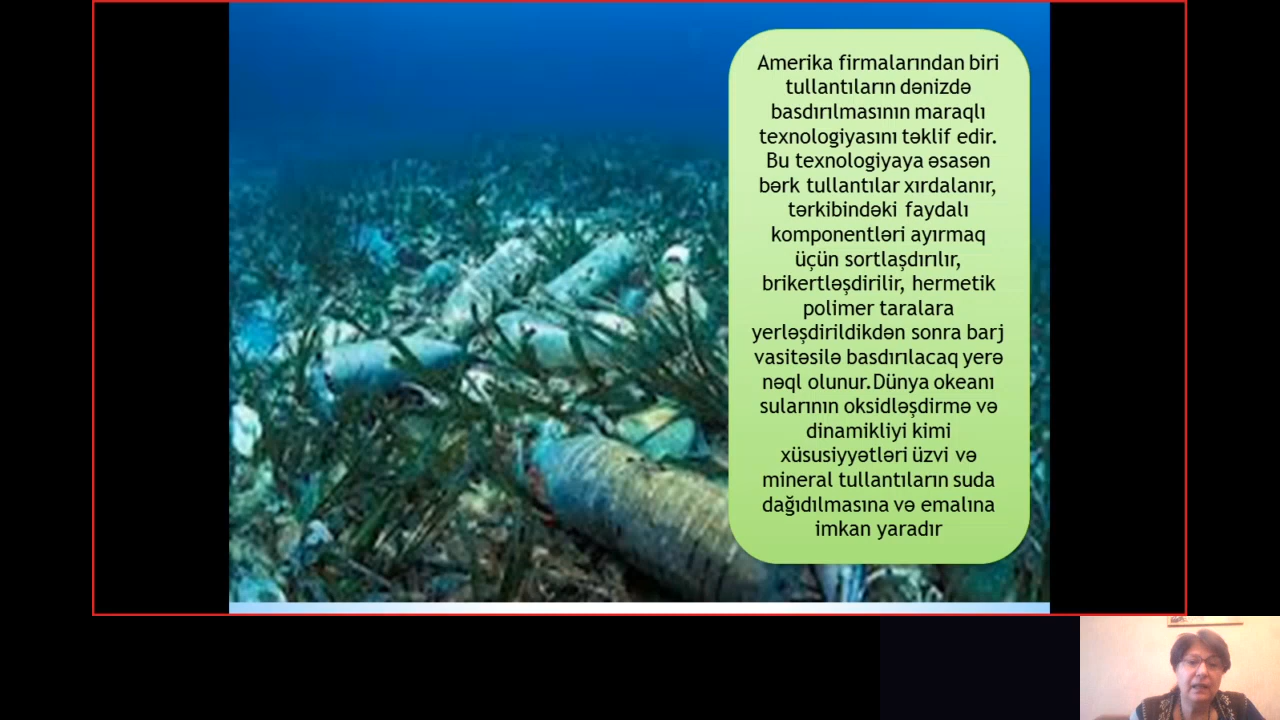 Amerika firmalarından biri
tullantıların dənizdə
basdırılmasının maraqlı
texnologiyasını təklif edir.
Bu texnologiyaya əsasən
bərk tullantılar xırdalanır,
tərkibindəki faydalı
komponentləri ayırmaq
üçün sortlaşdırılır,
brikertləşdirilir, hermetik
polimer taralara
yerləşdirildikdən sonra barj
vasitəsilə basdırılacaq yerə
nəql olunur.Dünya okeanı
sularının oksidləşdirmə və
dinamikliyi kimi
xüsusiyyətləri üzvi və
mineral tullantıların suda
dağıdılmasına və emalına
imkan yaradır